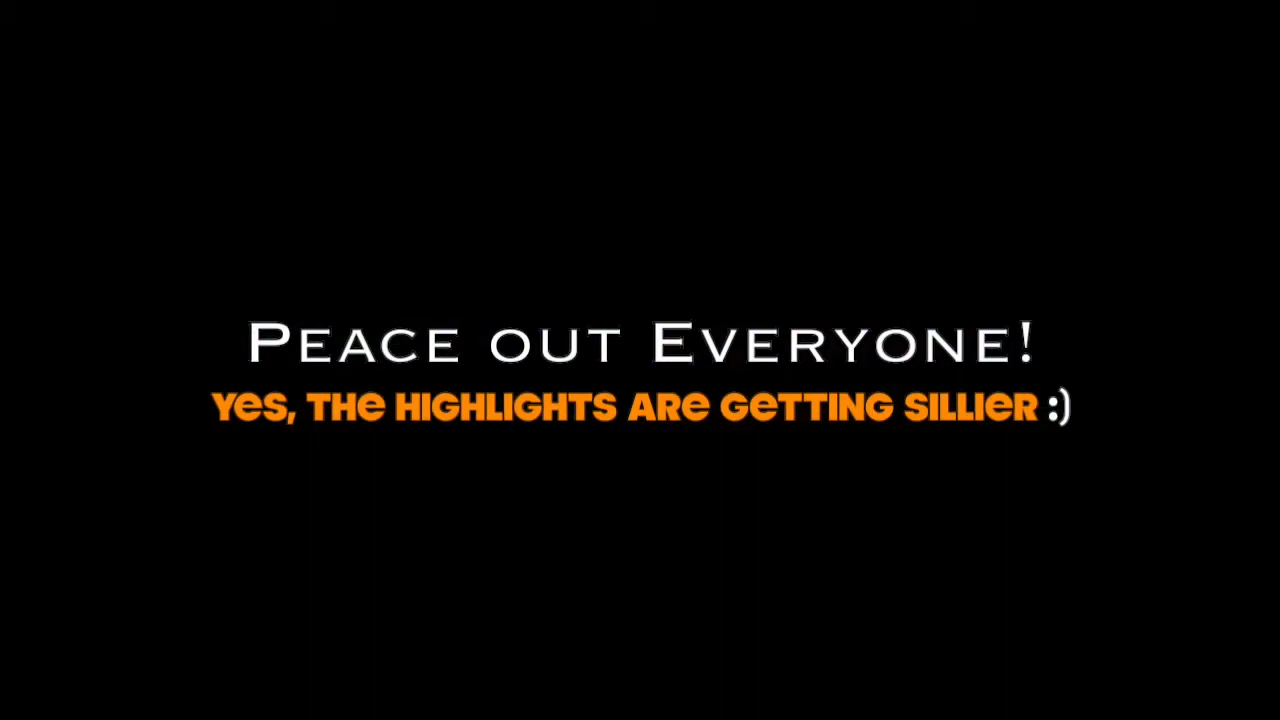 Peace out Everyone!
Yes, the highlights are getting sillier :)